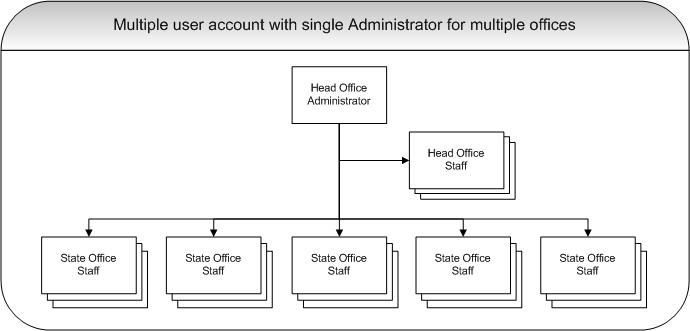 Multiple user account with single Administrator for multiple offices
Head Office
Administrator
Head Office
Staff
State Office
Staff
State Office
Staff
State Office
Staff
State Office
Staff
State Office
Staff